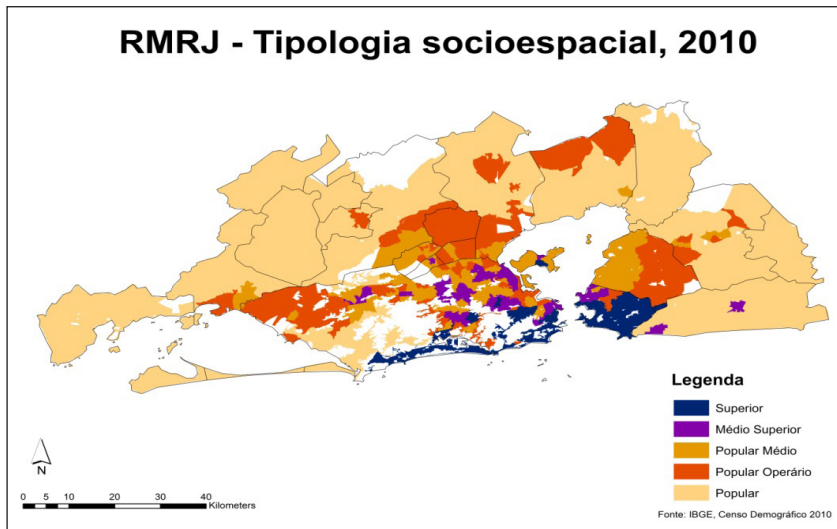 RMRJ - Tipologia socioespacial, 2010
Legenda
Superior
Médio Superior
Popular Médio
Popular Operário
Popular
N
0 5 10 20 30 40
Kilometers
Fonte: IBGE, Censo Demográfico 2010